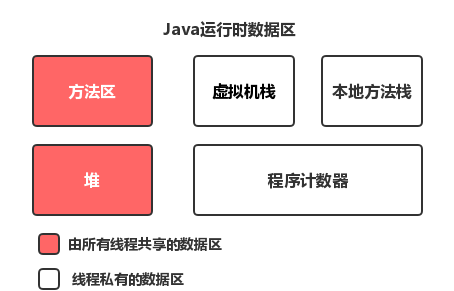 Java运行时数据区
方法区
虚拟机栈
本地方法栈
堆
程序计数器
由所有线程共享的数据区
线程私有的数据区